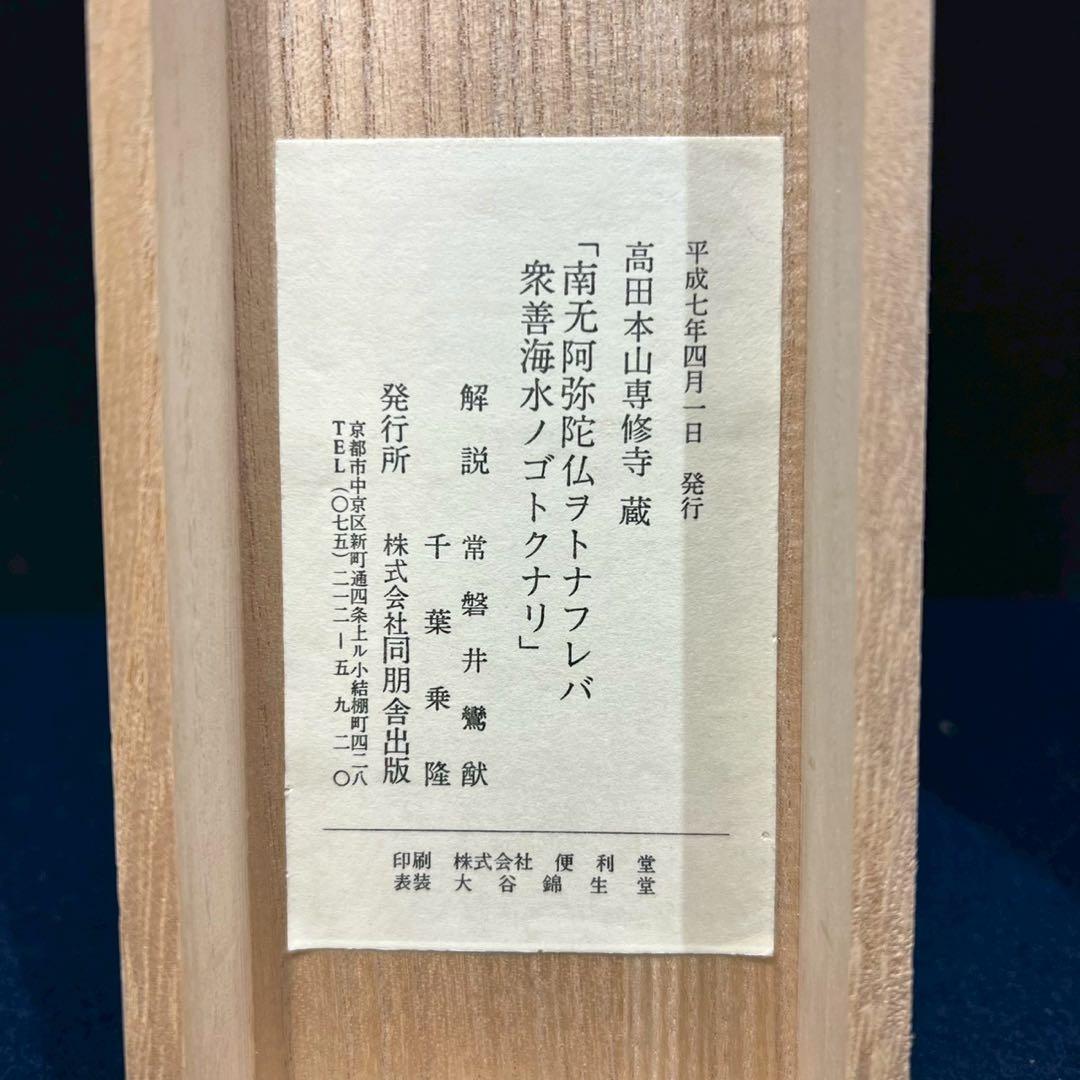 平成七年四月一日 発行
高田本山専修寺 蔵
「南无阿弥陀仏ヲトナフレバ
衆善海水ノゴトクナリ」
解説 常磐井鸞猷
千葉乗隆
発行所 株式会社同朋舎出版
京都市中京区新町通四条上ル小結棚町四二八
TEL(〇七五)二一二ー五九二〇
印刷 株式会社 便利堂
表装 大谷錦生堂